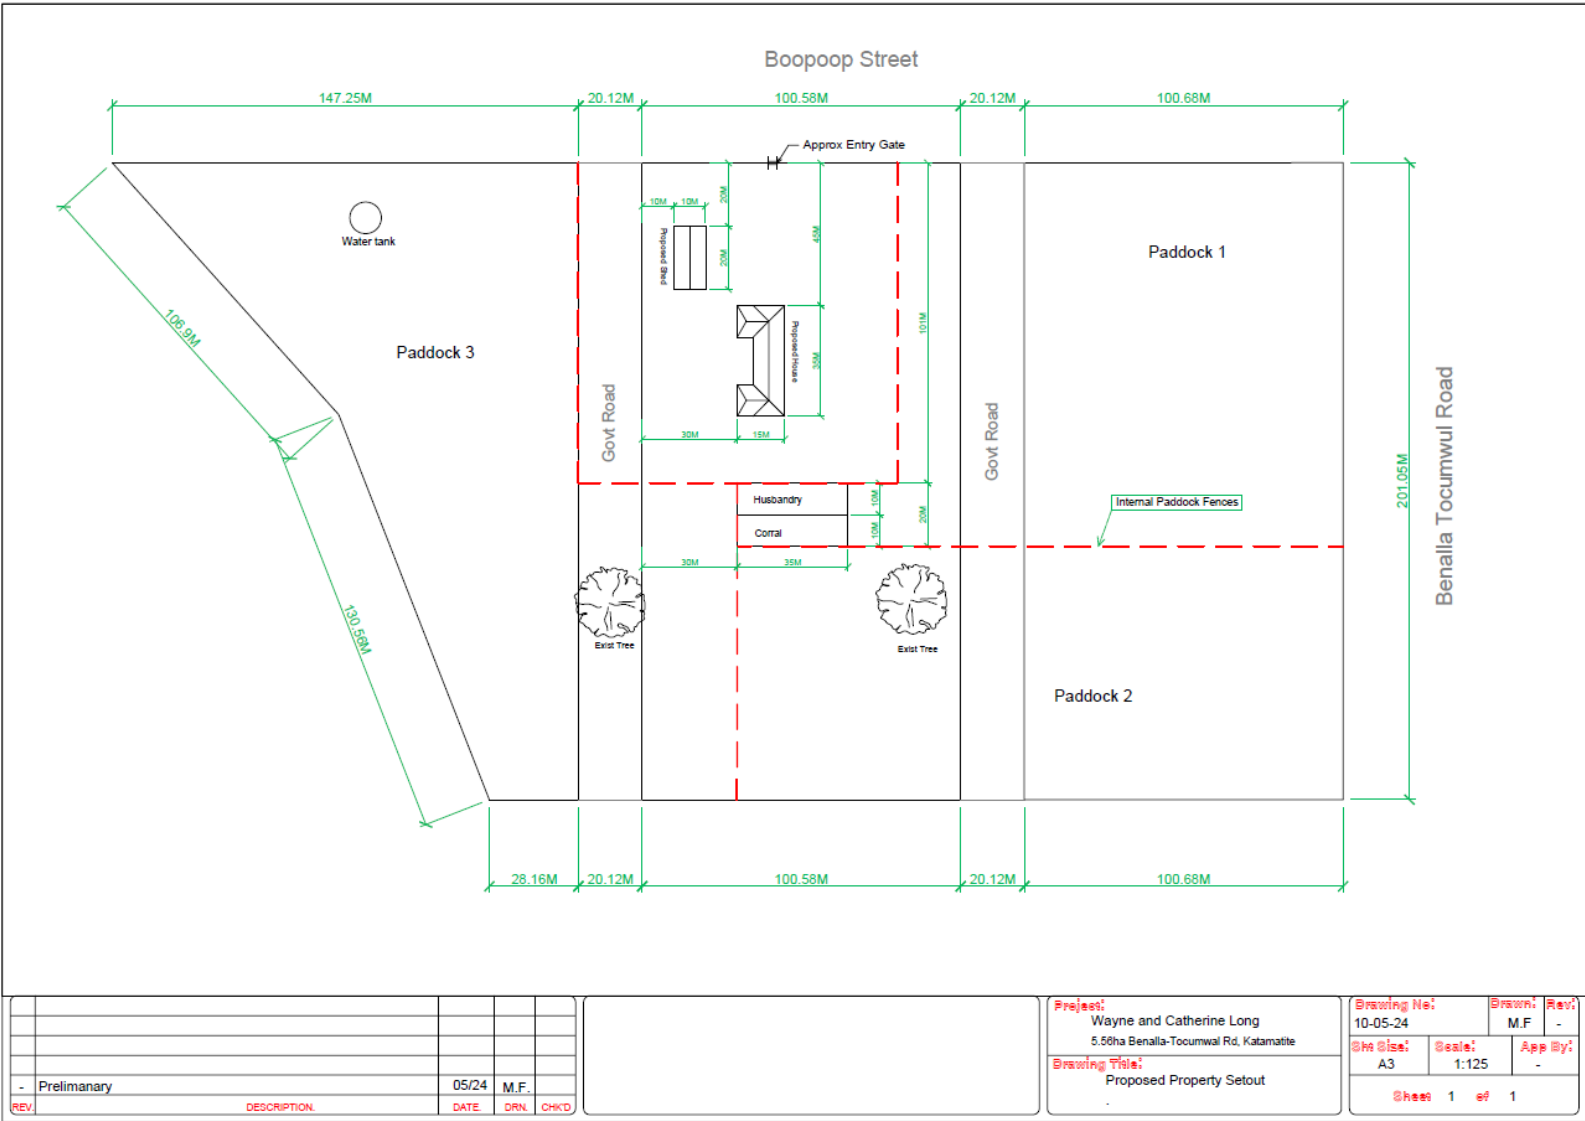 Boopoop Street
147.25M
20.12M
100.58M
20.12M
100.68M
Approx Entry Gate
10M
10M
20M
20M
45M
35M
101M
20M
Water tank
Proposed Shed
Proposed House
Paddock 1
Paddock 3
106.9M
130.56M
Govt Road
Govt Road
30M
15M
Husbandry
Corral
10M
10M
30M
35M
Internal Paddock Fences
201.05M
Benalla Tocumwul Road
Exist Tree
Exist Tree
Paddock 2
28.16M
20.12M
100.58M
20.12M
100.68M
- Prelimanary 05/24 M.F.
REV. DESCRIPTION. DATE. DRN. CHK'D
Project:
Wayne and Catherine Long
5.56ha Benalla-Tocumwal Rd, Katamatite
Drawing Title:
Proposed Property Setout
-
Drawing No: Drawn: Rev:
10-05-24 M.F -
Sht Size: Scale: App By:
A3 1:125 -
Sheet 1 of 1